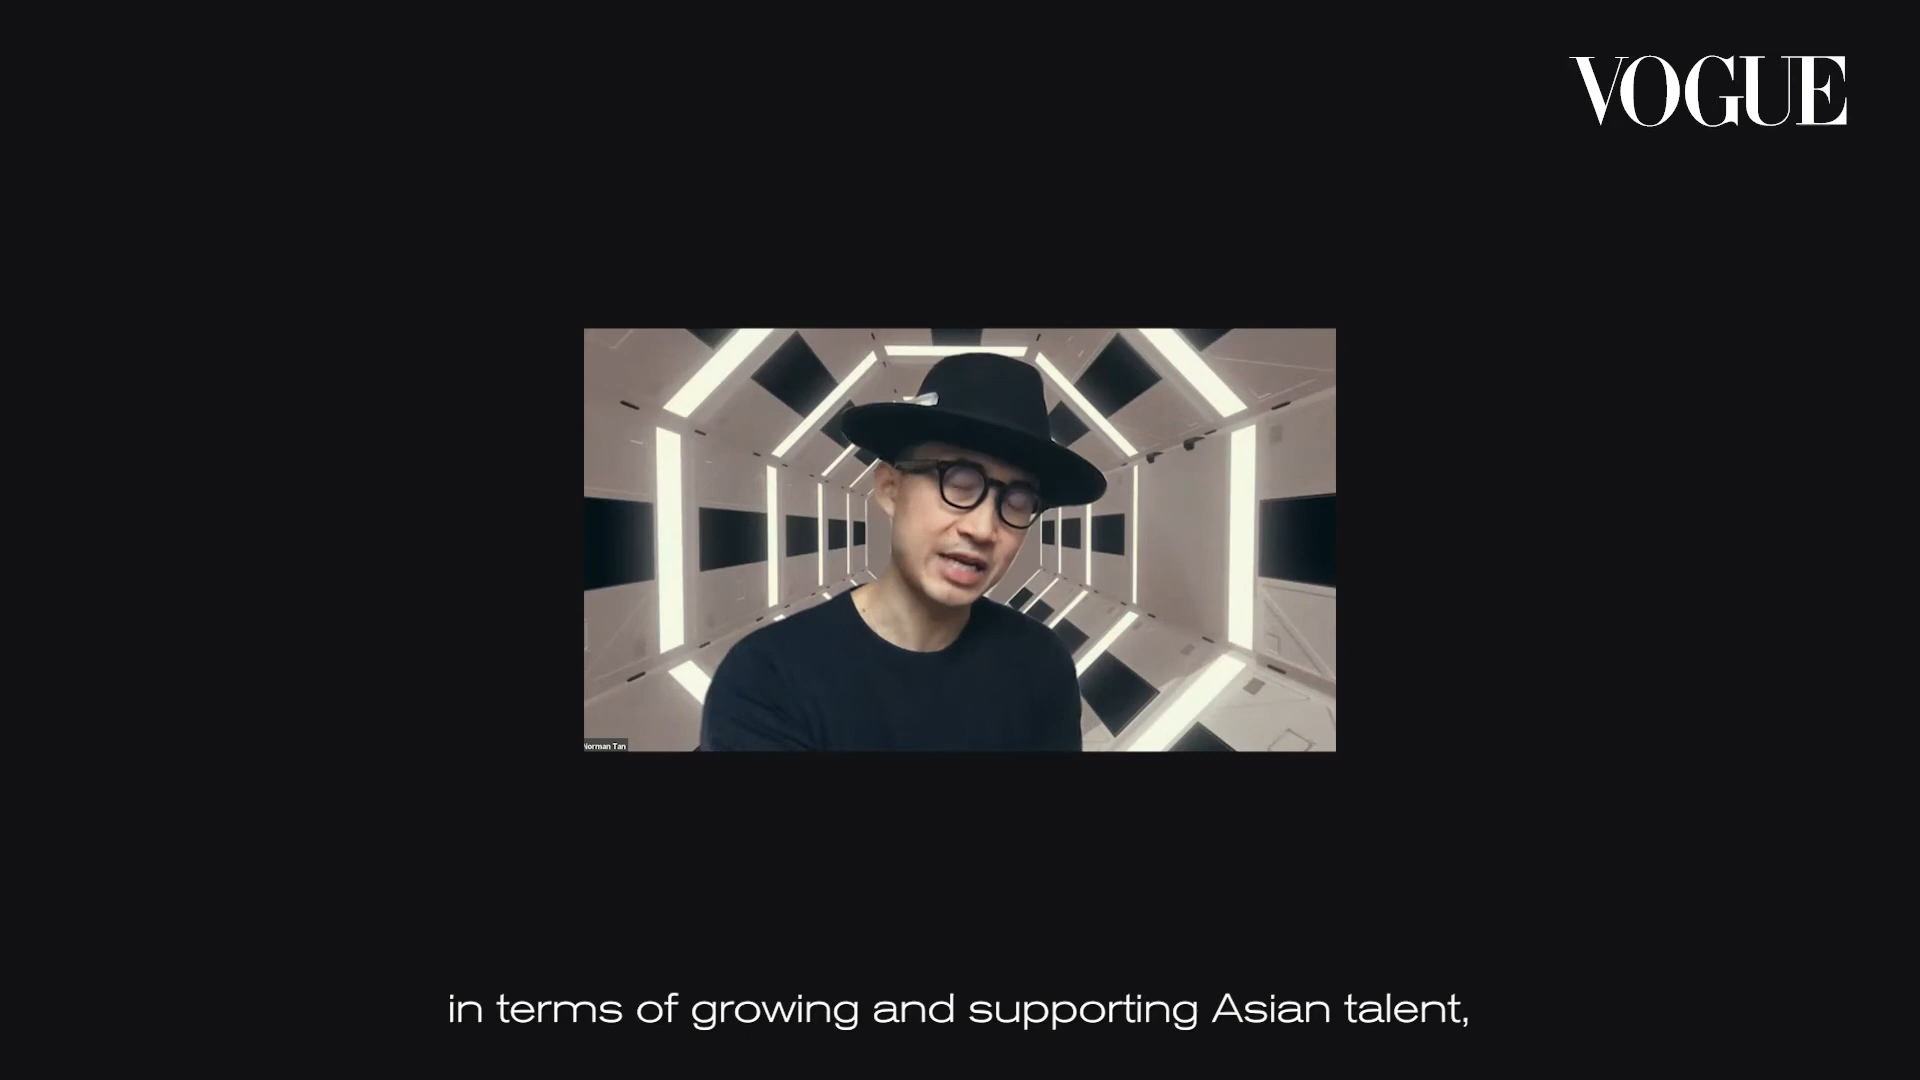 VOGUE
Norman Tan
in terms of growing and supporting Asian talent,